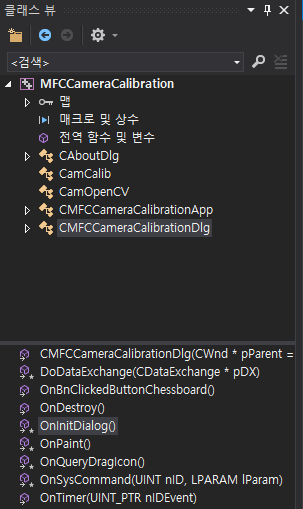 클래스 뷰
<검색>
MFCCameraCalibration
맵
매크로 및 상수
전역 함수 및 변수
CAboutDlg
CamCalib
CamOpenCV
CMFCCameraCalibrationApp
CMFCCameraCalibrationDlg
CMFCCameraCalibrationDlg(CWnd * pParent =
DoDataExchange(CDataExchange * pDX)
OnBnClickedButtonChessboard()
OnDestroy()
OnInitDialog()
OnPaint()
OnQueryDragIcon()
OnSysCommand(UINT nID, LPARAM lParam)
OnTimer(UINT_PTR nIDEvent)